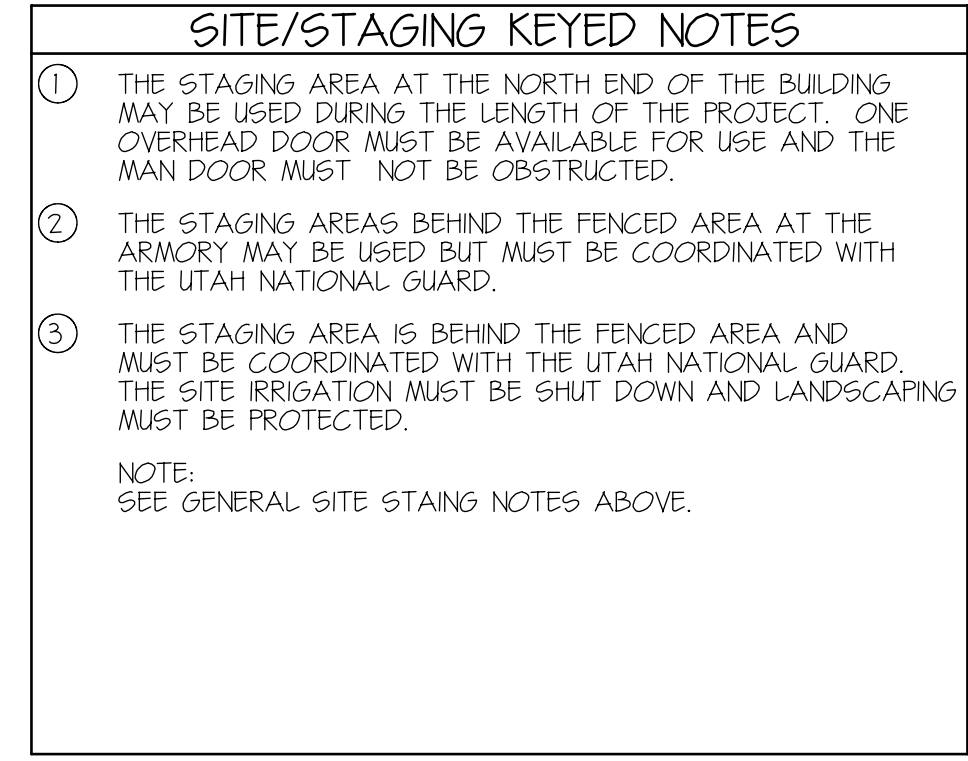 SITE/STAGING KEYED NOTES
1 THE STAGING AREA AT THE NORTH END OF THE BUILDING
MAY BE USED DURING THE LENGTH OF THE PROJECT. ONE
OVERHEAD DOOR MUST BE AVAILABLE FOR USE AND THE
MAN DOOR MUST NOT BE OBSTRUCTED.
2 THE STAGING AREAS BEHIND THE FENCED AREA AT THE
ARMORY MAY BE USED BUT MUST BE COORDINATED WITH
THE UTAH NATIONAL GUARD.
3 THE STAGING AREA IS BEHIND THE FENCED AREA AND
MUST BE COORDINATED WITH THE UTAH NATIONAL GUARD.
THE SITE IRRIGATION MUST BE SHUT DOWN AND LANDSCAPING
MUST BE PROTECTED.
NOTE:
SEE GENERAL SITE STAING NOTES ABOVE.